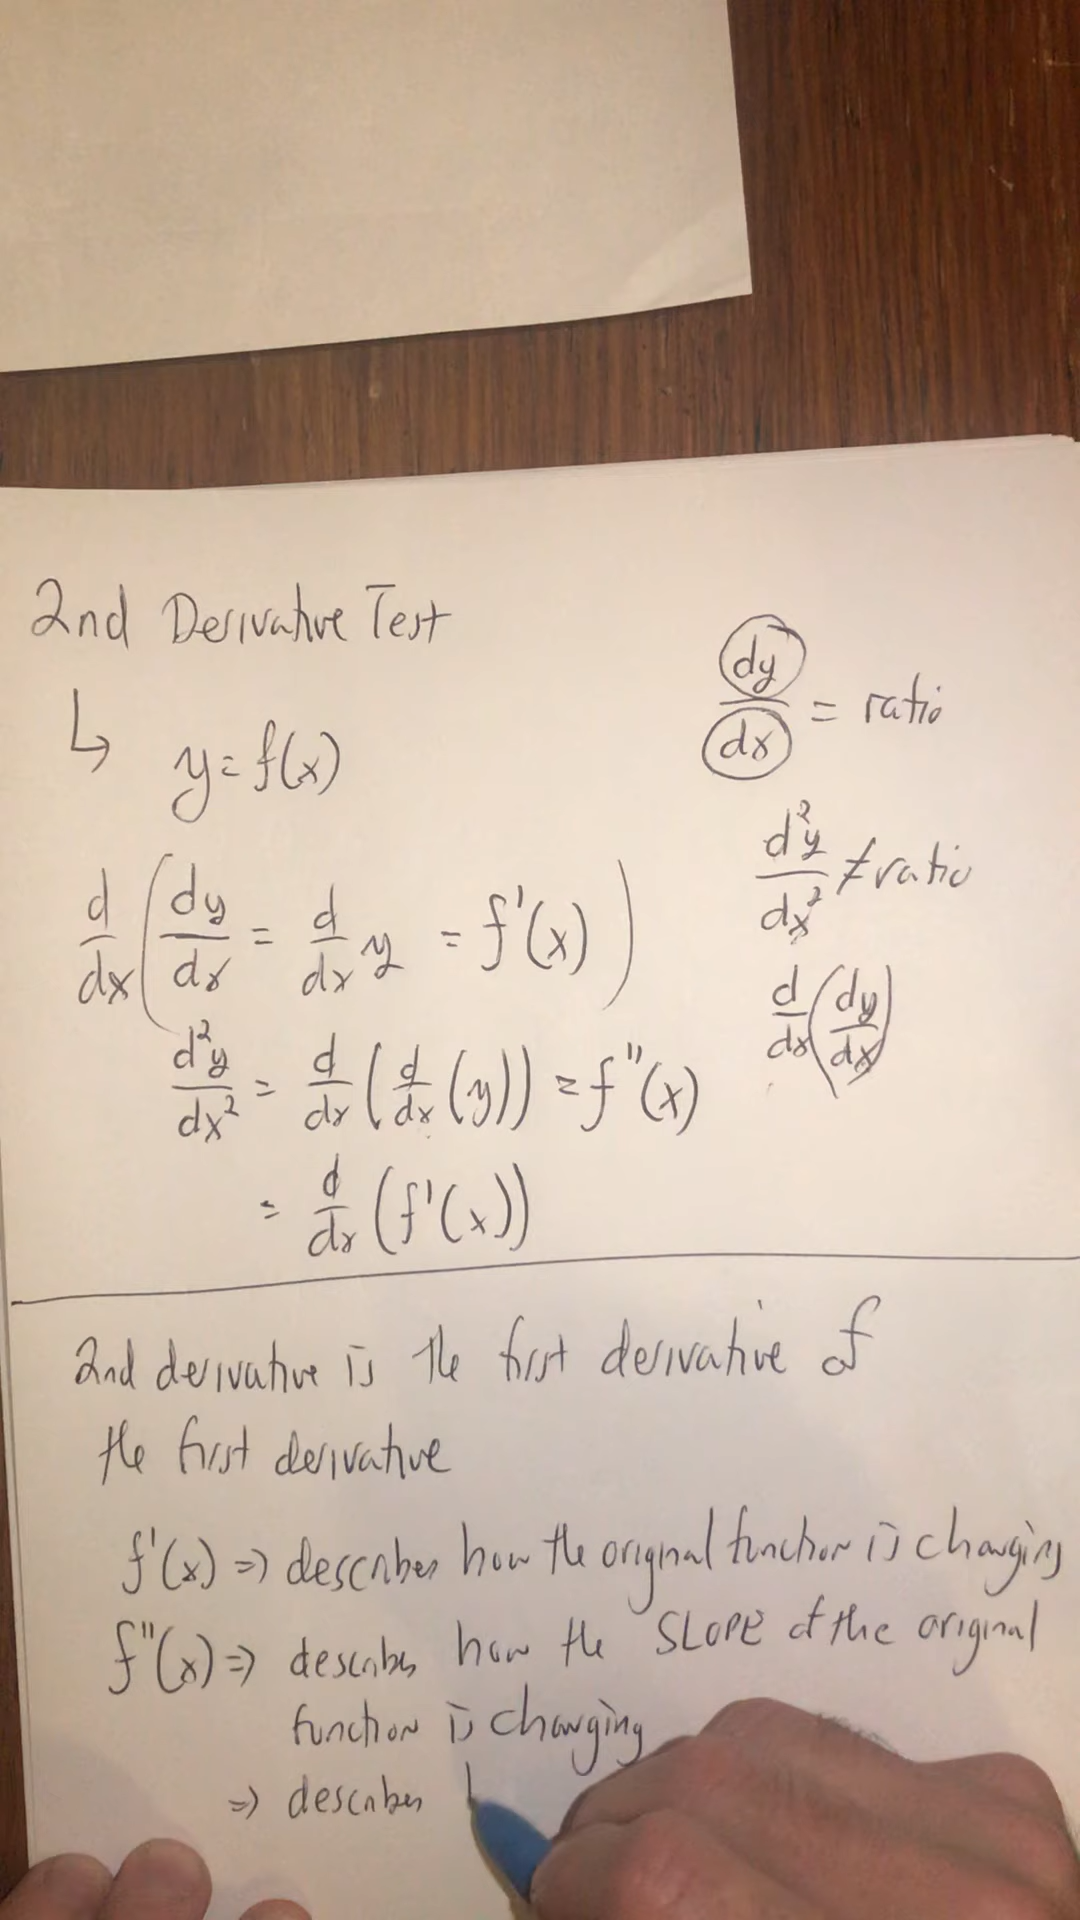 2nd Derivative Test
↳ y = f(x)
d/dx (dy/dx = d/dx y = f'(x))
d²y/dx² = d/dx (d/dx (y)) = f''(x)
= d/dx (f'(x))
dy/dx = ratio
d²y/dx² ≠ ratio
d/dx (dy/dx)
2nd derivative is the first derivative of
the first derivative
f'(x) => describes how the original function is changing
f''(x) => describes how the SLOPE of the original
function is changing
=> describes